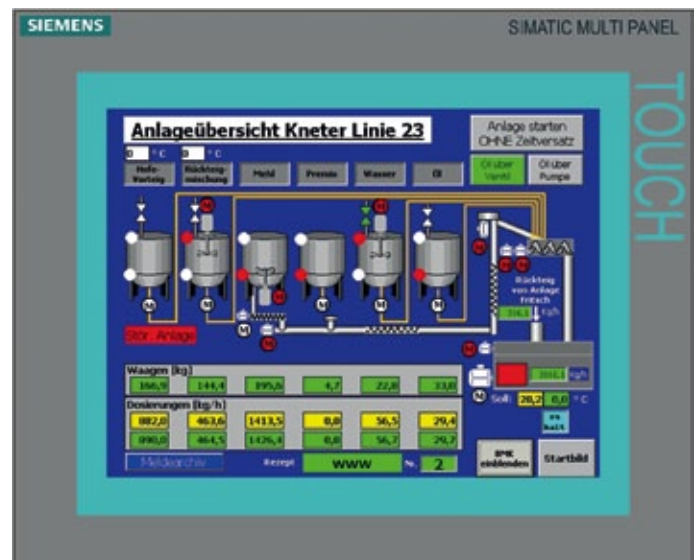 SIEMENS
SIMATIC MULTI PANEL
TOUCH
Anlageübersicht Kneter Linie 23
Anlage starten
OHNE Zeitversatz
0 °C 0 °C
Hefe-
Vorteig
Rückteig-
mischung
Mehl
Premix
Wasser
Öl
Öl über
Ventil
Öl über
Pumpe
Rückteig
von Anlage
Fritsch
316,1 kg/h
Stör. Anlage
kg/h
Waagen [kg]
166,9 144,4 895,6 4,7 22,8 33,0
Soll: 28,2 0,0 °C
Dosierungen [kg/h]
882,0 463,6 1413,5 0,0 56,5 29,4
890,0 464,5 1426,4 0,0 56,7 29,7
Meldearchiv
Rezept
WWW
Nr. 2
BMK
einblenden
Startbild